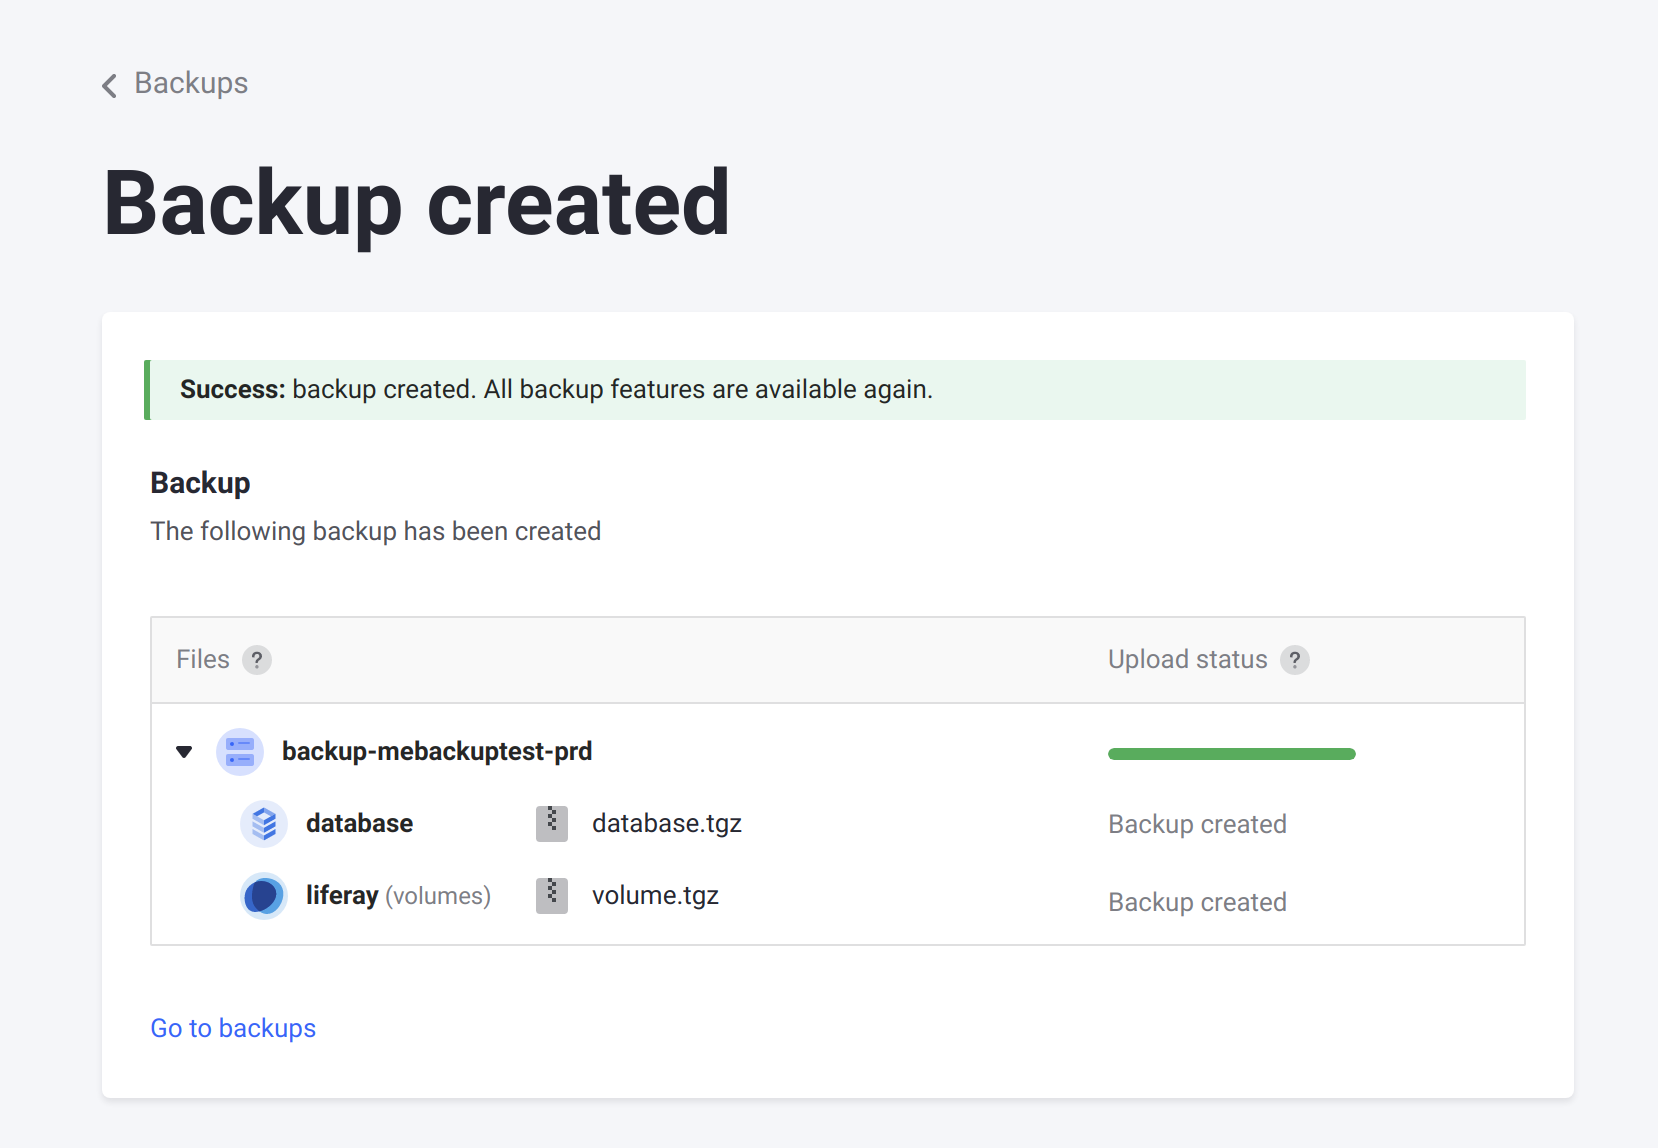 Backups
Backup created
Success: backup created. All backup features are available again.
Backup
The following backup has been created
Files ? Upload status ?
backup-mebackuptest-prd
database database.tgz Backup created
liferay (volumes) volume.tgz Backup created
Go to backups